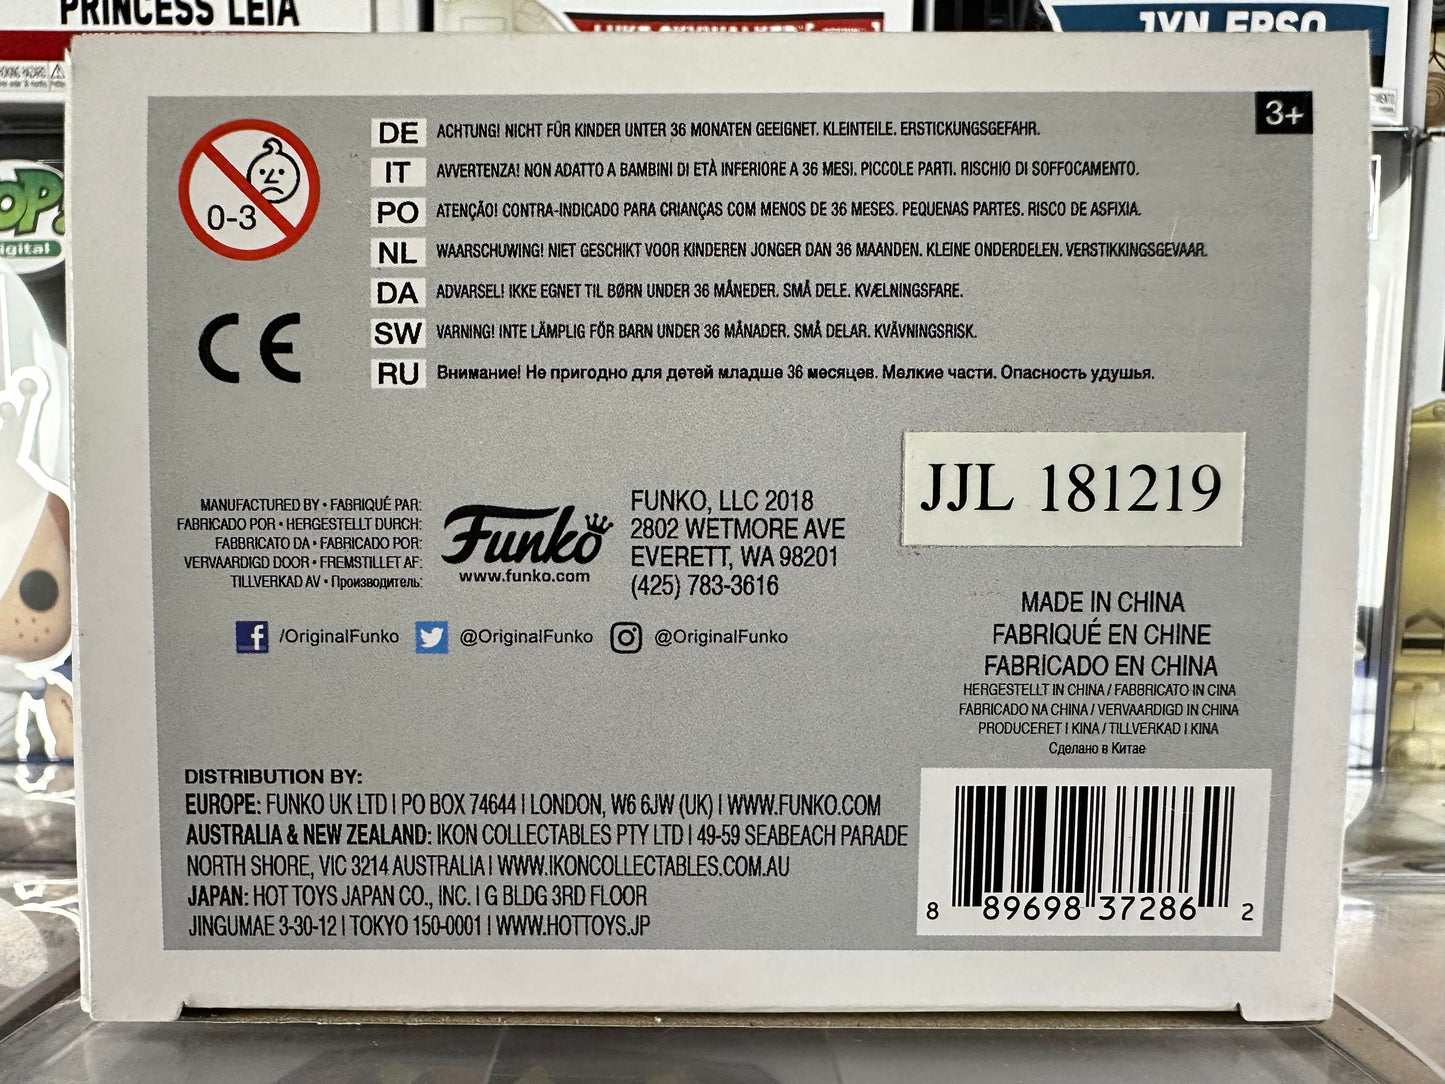 PRINCESS LEIA
JYN ERSO
POP!
igital
3+
0-3
DE ACHTUNG! NICHT FÜR KINDER UNTER 36 MONATEN GEEIGNET. KLEINTEILE. ERSTICKUNGSGEFAHR.
IT AVVERTENZA! NON ADATTO A BAMBINI DI ETÀ INFERIORE A 36 MESI. PICCOLE PARTI. RISCHIO DI SOFFOCAMENTO.
PO ATENÇÃO! CONTRA-INDICADO PARA CRIANÇAS COM MENOS DE 36 MESES. PEQUENAS PARTES. RISCO DE ASFIXIA.
NL WAARSCHUWING! NIET GESCHIKT VOOR KINDEREN JONGER DAN 36 MAANDEN. KLEINE ONDERDELEN. VERSTIKKINGSGEVAAR.
DA ADVARSEL! IKKE EGNET TIL BØRN UNDER 36 MÅNEDER. SMÅ DELE. KVÆLNINGSFARE.
SW VARNING! INTE LÄMPLIG FÖR BARN UNDER 36 MÅNADER. SMÅ DELAR. KVÄVNINGSRISK.
RU Внимание! Не пригодно для детей младше 36 месяцев. Мелкие части. Опасность удушья.
CE
JJL 181219
MANUFACTURED BY • FABRIQUÉ PAR:
FABRICADO POR • HERGESTELLT DURCH:
FABBRICATO DA • FABRICADO POR:
VERVAARDIGD DOOR • FREMSTILLET AF:
TILLVERKAD AV • Производитель:
Funko
www.funko.com
FUNKO, LLC 2018
2802 WETMORE AVE
EVERETT, WA 98201
(425) 783-3616
/OriginalFunko @OriginalFunko @OriginalFunko
MADE IN CHINA
FABRIQUÉ EN CHINE
FABRICADO EN CHINA
HERGESTELLT IN CHINA / FABBRICATO IN CINA
FABRICADO NA CHINA / VERVAARDIGD IN CHINA
PRODUCERET I KINA / TILLVERKAD I KINA
Сделано в Китае
DISTRIBUTION BY:
EUROPE: FUNKO UK LTD | PO BOX 74644 | LONDON, W6 6JW (UK) | WWW.FUNKO.COM
AUSTRALIA & NEW ZEALAND: IKON COLLECTABLES PTY LTD | 49-59 SEABEACH PARADE
NORTH SHORE, VIC 3214 AUSTRALIA | WWW.IKONCOLLECTABLES.COM.AU
JAPAN: HOT TOYS JAPAN CO., INC. | G BLDG 3RD FLOOR
JINGUMAE 3-30-12 | TOKYO 150-0001 | WWW.HOTTOYS.JP
8 89698 37286 2